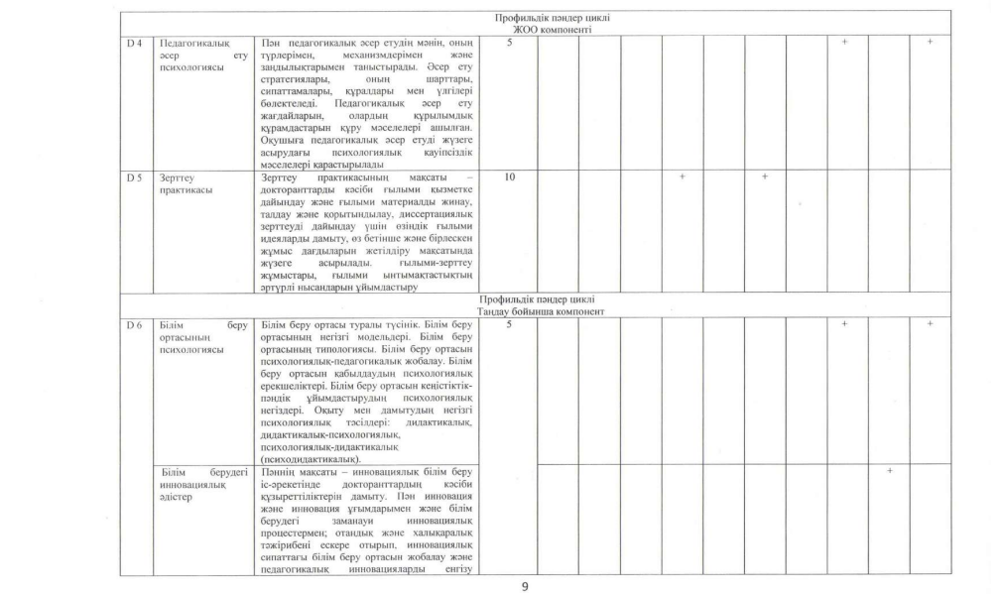 Профильдік пәндер циклі
ЖОО компоненті
D 4
Педагогикалық
әсер ету
психологиясы
Пән педагогикалық әсер етудің мәнін, оның
түрлерімен, механизмдерімен және
заңдылықтарымен таныстырады. Әсер ету
стратегиялары, оның шарттары,
сипаттамалары, құралдары мен үлгілері
бөлектеледі. Педагогикалық әсер ету
жағдайларын, олардың құрылымдық
құрамдастарын құру мәселелері ашылған.
Оқушыға педагогикалық әсер етуді жүзеге
асырудағы психологиялық қауіпсіздік
мәселелері қарастырылады
5
+
+
D 5
Зерттеу
практикасы
Зерттеу практикасының мақсаты –
докторанттарды кәсіби ғылыми қызметке
дайындау және ғылыми материалды жинау,
талдау және қорытындылау, диссертациялық
зерттеуді дайындау үшін өзіндік ғылыми
идеяларды дамыту, өз бетінше және бірлескен
жұмыс дағдыларын жетілдіру мақсатында
жүзеге асырылады. ғылыми-зерттеу
жұмыстары, ғылыми ынтымақтастықтың
әртүрлі нысандарын ұйымдастыру
10
+
+
Профильдік пәндер циклі
Таңдау бойынша компонент
D 6
Білім беру
ортасының
психологиясы
Білім беру ортасы туралы түсінік. Білім беру
ортасының негізгі модельдері. Білім беру
ортасының типологиясы. Білім беру ортасын
психологиялық-педагогикалық жобалау. Білім
беру ортасын қабылдаудың психологиялық
ерекшеліктері. Білім беру ортасын кеңістіктік-
пәндік ұйымдастырудың психологиялық
негіздері. Оқыту мен дамытудың негізгі
психологиялық тәсілдері: дидактикалық,
дидактикалық-психологиялық,
психологиялық-дидактикалық
(психодидактикалық).
5
+
+
Білім берудегі
инновациялық
әдістер
Пәннің мақсаты – инновациялық білім беру
іс-әрекетінде докторанттардың кәсіби
құзыреттіліктерін дамыту. Пән инновация
және инновация ұғымдарымен және білім
берудегі заманауи инновациялық
процестермен; отандық және халықаралық
тәжірибені ескере отырып, инновациялық
сипаттағы білім беру ортасын жобалау және
педагогикалық инновацияларды енгізу
+
9